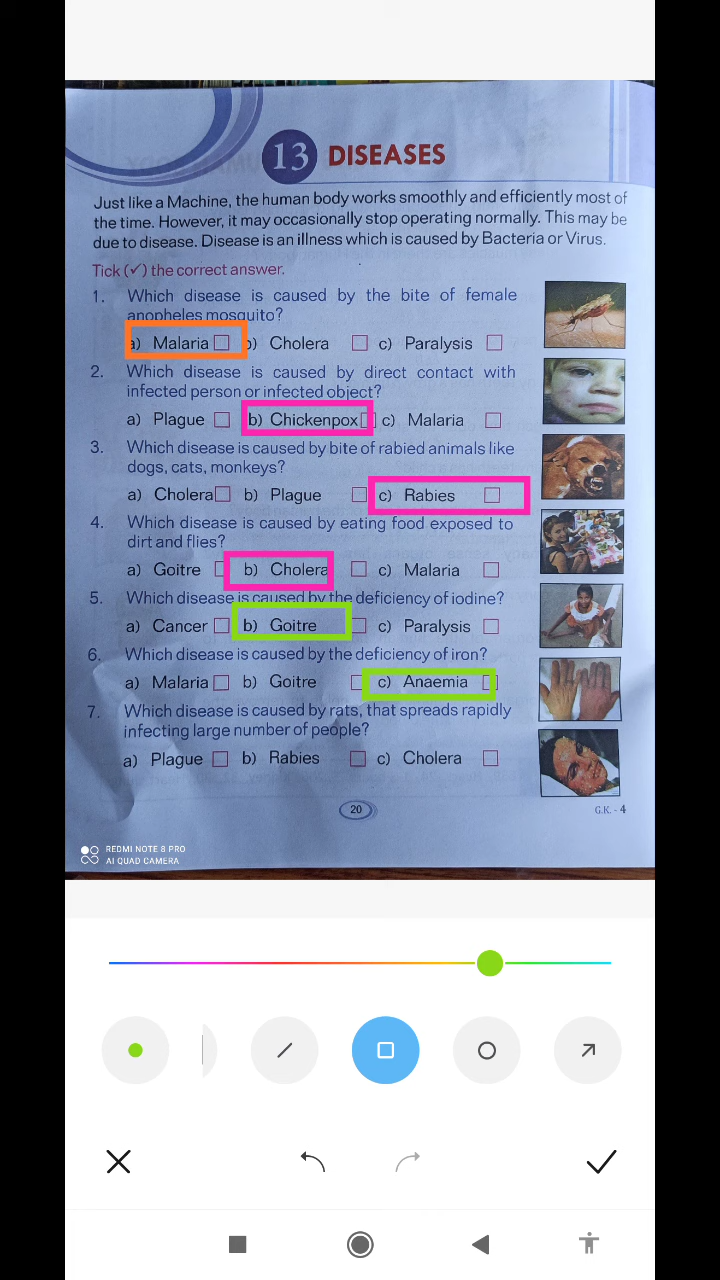 13 DISEASES
Just like a Machine, the human body works smoothly and efficiently most of
the time. However, it may occasionally stop operating normally. This may be
due to disease. Disease is an illness which is caused by Bacteria or Virus.
Tick (✓) the correct answer.
1. Which disease is caused by the bite of female
anopheles mosquito?
a) Malaria b) Cholera c) Paralysis
2. Which disease is caused by direct contact with
infected person or infected object?
a) Plague b) Chickenpox c) Malaria
3. Which disease is caused by bite of rabied animals like
dogs, cats, monkeys?
a) Cholera b) Plague c) Rabies
4. Which disease is caused by eating food exposed to
dirt and flies?
a) Goitre b) Cholera c) Malaria
5. Which disease is caused by the deficiency of iodine?
a) Cancer b) Goitre c) Paralysis
6. Which disease is caused by the deficiency of iron?
a) Malaria b) Goitre c) Anaemia
7. Which disease is caused by rats, that spreads rapidly
infecting large number of people?
a) Plague b) Rabies c) Cholera
20
G.K. - 4
REDMI NOTE 8 PRO
AI QUAD CAMERA